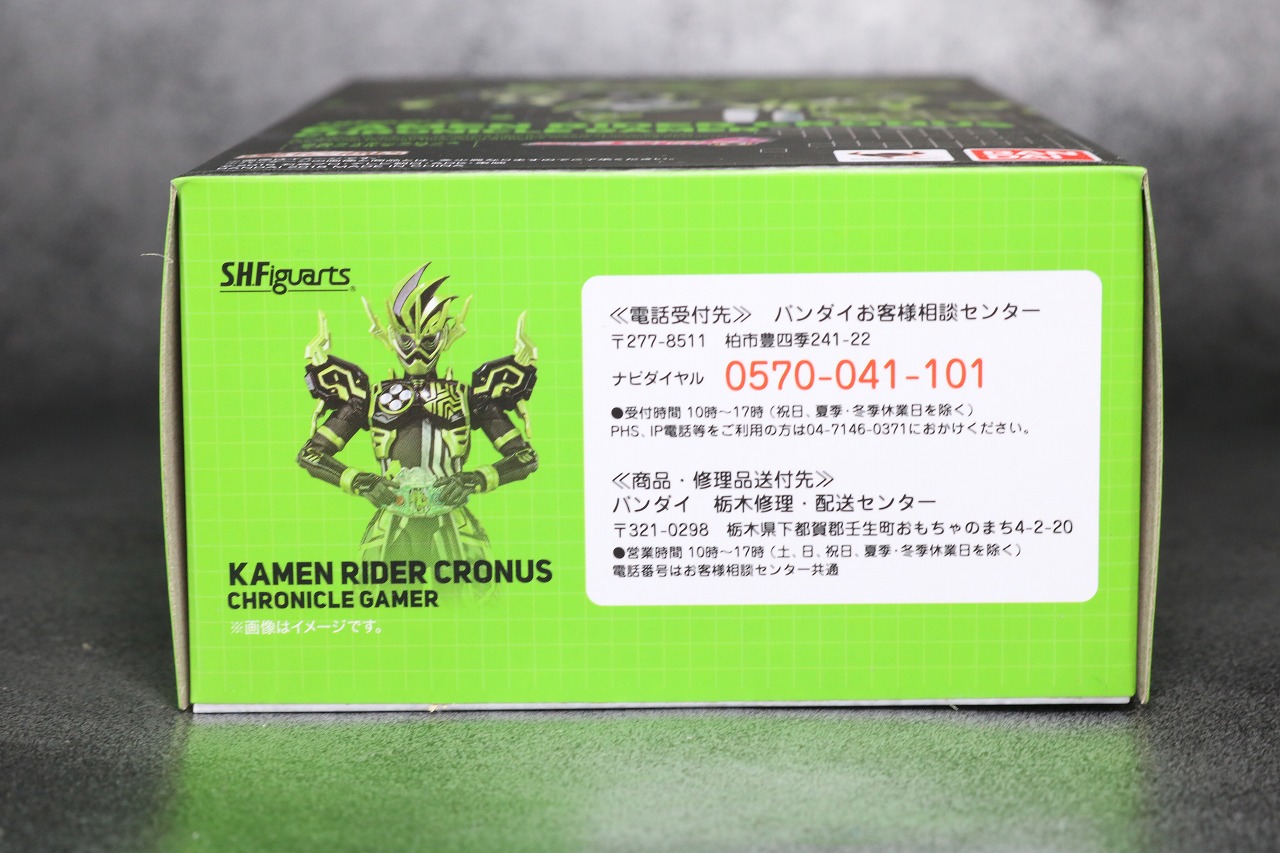 BAN
DAI
S.H.Figuarts®
KAMEN RIDER CRONUS
CHRONICLE GAMER
※画像はイメージです。
≪電話受付先≫　バンダイお客様相談センター
〒277-8511　柏市豊四季241-22
ナビダイヤル　0570-041-101
●受付時間 10時～17時（祝日、夏季・冬季休業日を除く）
PHS、IP電話等をご利用の方は04-7146-0371におかけください。
≪商品・修理品送付先≫
バンダイ　栃木修理・配送センター
〒321-0298　栃木県下都賀郡壬生町おもちゃのまち4-2-20
●営業時間 10時～17時（土、日、祝日、夏季・冬季休業日を除く）
電話番号はお客様相談センター共通